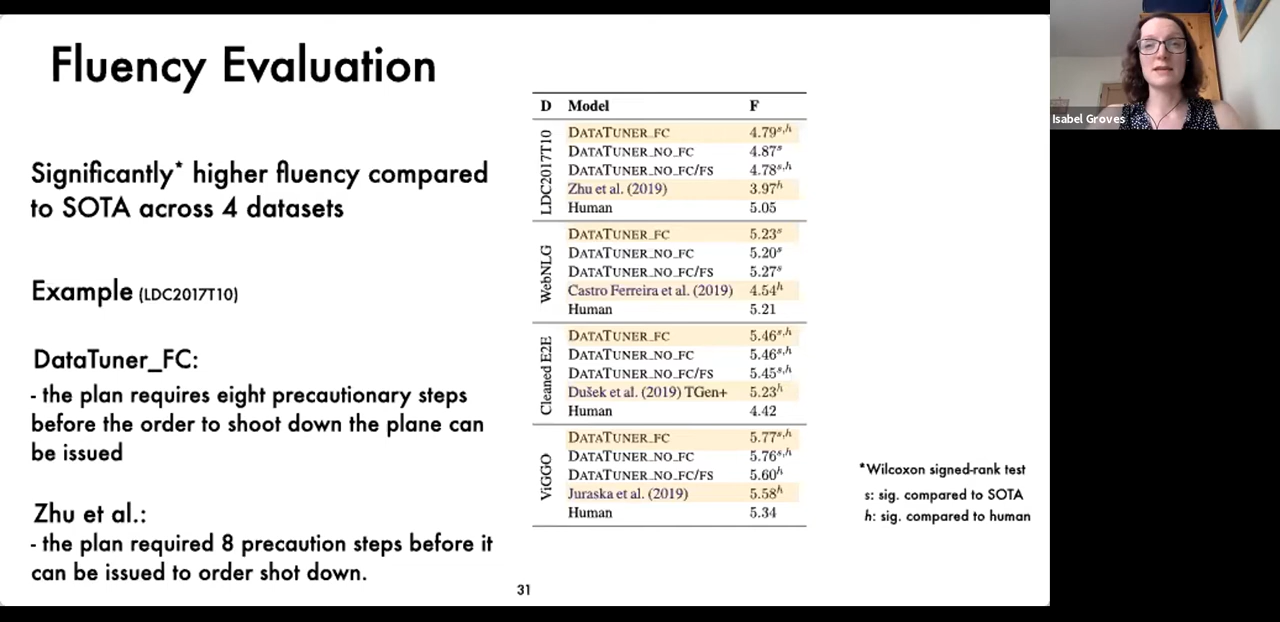 Fluency Evaluation
Significantly* higher fluency compared
to SOTA across 4 datasets
Example (LDC2017T10)
DataTuner_FC:
- the plan requires eight precautionary steps
before the order to shoot down the plane can
be issued
Zhu et al.:
- the plan required 8 precaution steps before it
can be issued to order shot down.
D Model F
LDC2017T10
DATATUNER_FC 4.79s,h
DATATUNER_NO_FC 4.87s
DATATUNER_NO_FC/FS 4.78s,h
Zhu et al. (2019) 3.97h
Human 5.05
WebNLG
DATATUNER_FC 5.23s
DATATUNER_NO_FC 5.20s
DATATUNER_NO_FC/FS 5.27s
Castro Ferreira et al. (2019) 4.54h
Human 5.21
Cleaned E2E
DATATUNER_FC 5.46s,h
DATATUNER_NO_FC 5.46s,h
DATATUNER_NO_FC/FS 5.45s,h
Dušek et al. (2019) TGen+ 5.23h
Human 4.42
ViGGO
DATATUNER_FC 5.77s,h
DATATUNER_NO_FC 5.76s,h
DATATUNER_NO_FC/FS 5.60h
Juraska et al. (2019) 5.58h
Human 5.34
*Wilcoxon signed-rank test
s: sig. compared to SOTA
h: sig. compared to human
31
Isabel Groves